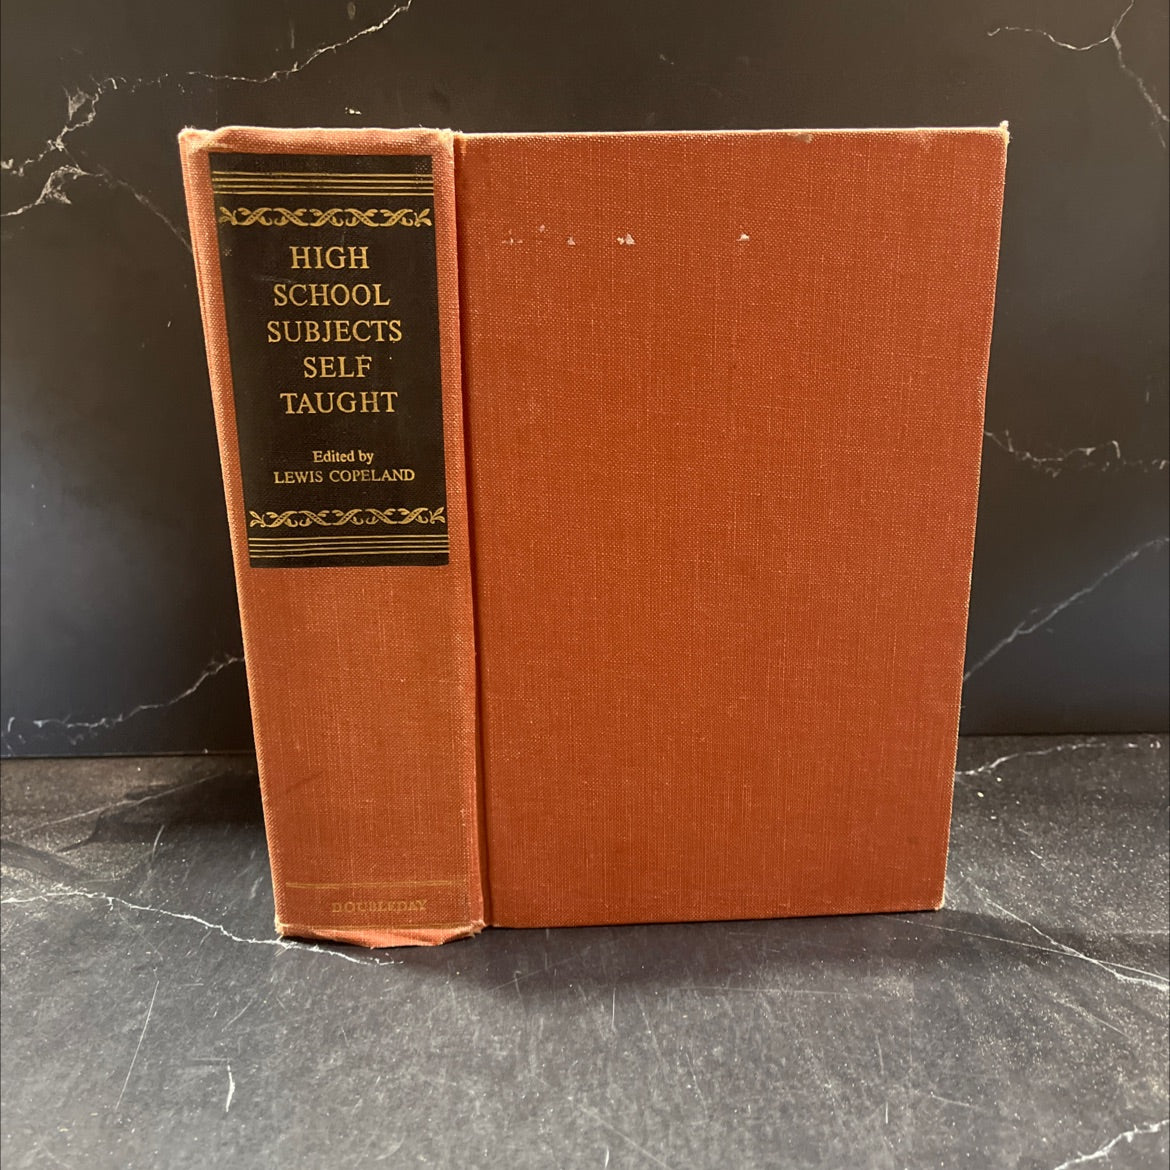 HIGH
SCHOOL
SUBJECTS
SELF
TAUGHT
Edited by
LEWIS COPELAND
DOUBLEDAY